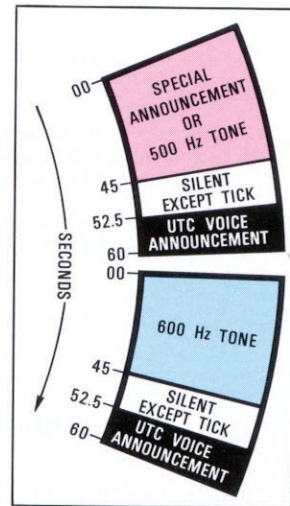 00
SPECIAL
ANNOUNCEMENT
OR
500 Hz TONE
45
SILENT
EXCEPT TICK
52.5
UTC VOICE
ANNOUNCEMENT
60
00
SECONDS
600 Hz TONE
45
SILENT
EXCEPT TICK
52.5
UTC VOICE
ANNOUNCEMENT
60